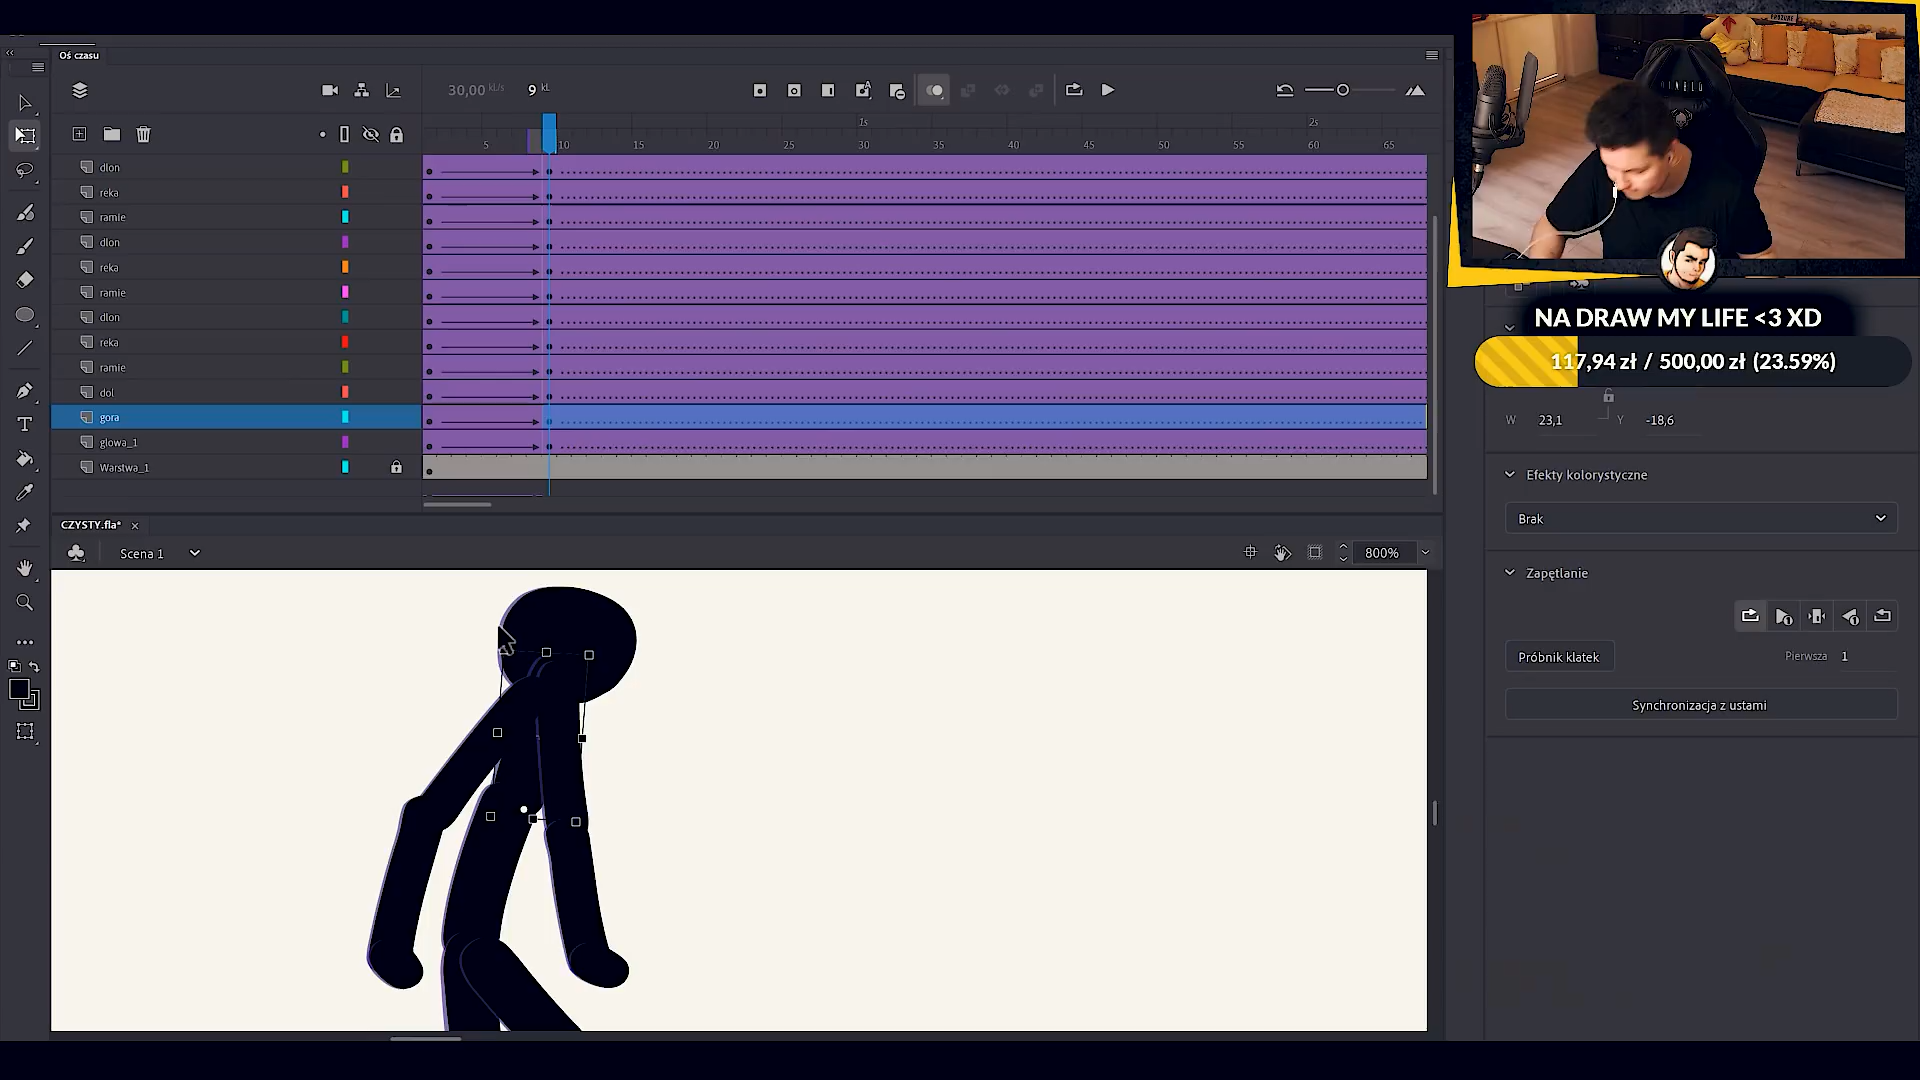 Oś czasu
30,00 kl./s
9 kl.
1s
2s
5 10 15 20 25 30 35 40 45 50 55 60 65
dlon
reka
ramie
dlon
reka
ramie
dlon
reka
ramie
dol
gora
glowa_1
Warstwa_1
CZYSTY.fla*
Scena 1
800%
NA DRAW MY LIFE <3 XD
117,94 zł / 500,00 zł (23.59%)
W 23,1 Y -18,6
Efekty kolorystyczne
Brak
Zapętlanie
Próbnik klatek
Pierwsza 1
Synchronizacja z ustami